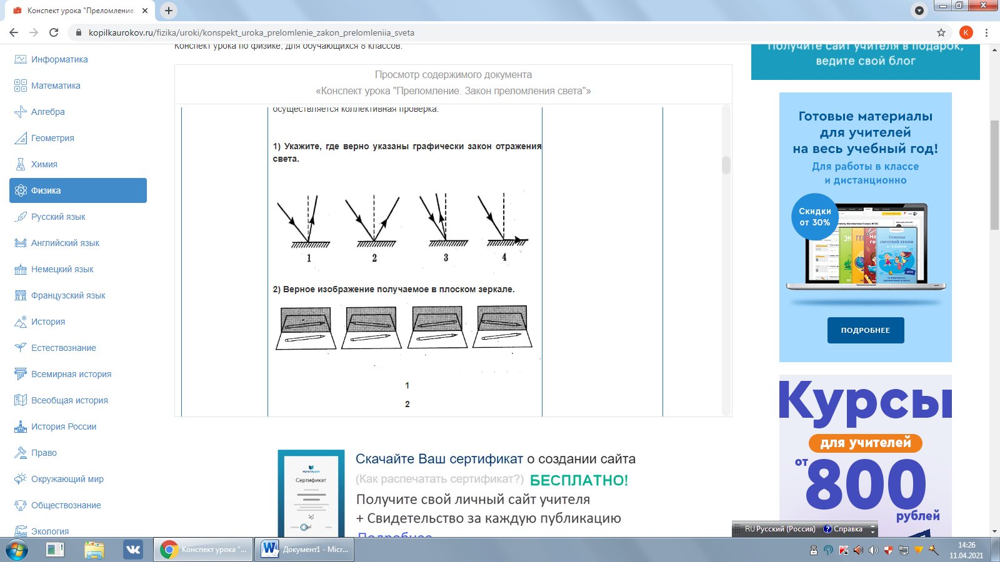 Конспект урока "Преломление.
kopilkaurokov.ru/fizika/uroki/konspekt_uroka_prelomlenie_zakon_prelomleniia_sveta
K
Информатика
Математика
Алгебра
Геометрия
Химия
Физика
Русский язык
Английский язык
Немецкий язык
Французский язык
История
Естествознание
Всемирная история
Всеобщая история
История России
Право
Окружающий мир
Обществознание
Экология
Конспект урока по физике, для обучающихся 8 классов.
Просмотр содержимого документа
«Конспект урока "Преломление. Закон преломления света"»
осуществляется коллективная проверка.
1) Укажите, где верно указаны графически закон отражения
света.
1 2 3 4
2) Верное изображение получаемое в плоском зеркале.
1
2
Сертификат
Скачайте Ваш сертификат о создании сайта
(Как распечатать сертификат?) БЕСПЛАТНО!
Получите свой личный сайт учителя
+ Свидетельство за каждую публикацию
Подробнее
Получите сайт учителя в подарок,
ведите свой блог
Готовые материалы
для учителей
на весь учебный год!
Для работы в классе
и дистанционно
Скидки
от 30%
Основы
светской этики
ПОДРОБНЕЕ
Курсы
для учителей
от
800
рублей
RU Русский (Россия) Справка
Конспект урока "...
Документ1 - Micr...
14:26
11.04.2021